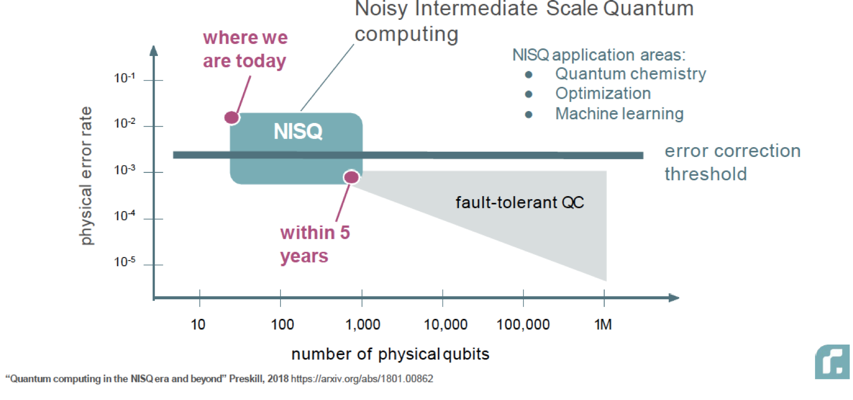 Noisy Intermediate Scale Quantum
computing
where we
are today
NISQ application areas:
● Quantum chemistry
● Optimization
● Machine learning
physical error rate
10-1
10-2
10-3
10-4
10-5
NISQ
error correction
threshold
fault-tolerant QC
within 5
years
10 100 1,000 10,000 100,000 1M
number of physical qubits
“Quantum computing in the NISQ era and beyond” Preskill, 2018 https://arxiv.org/abs/1801.00862